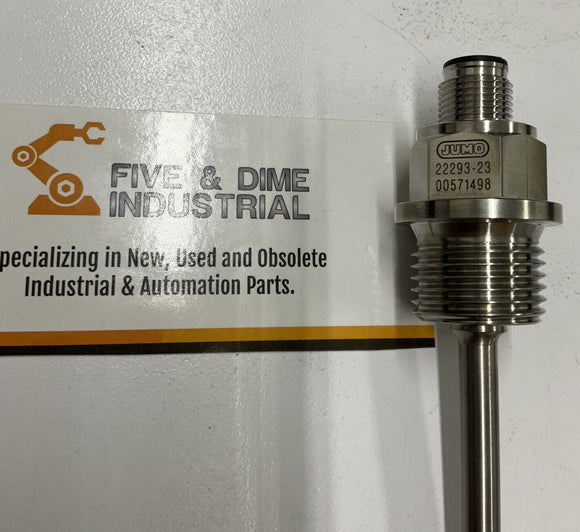 FIVE & DIME
INDUSTRIAL
pecializing in New, Used and Obsolete
Industrial & Automation Parts.
JUMO
22293-23
00571498